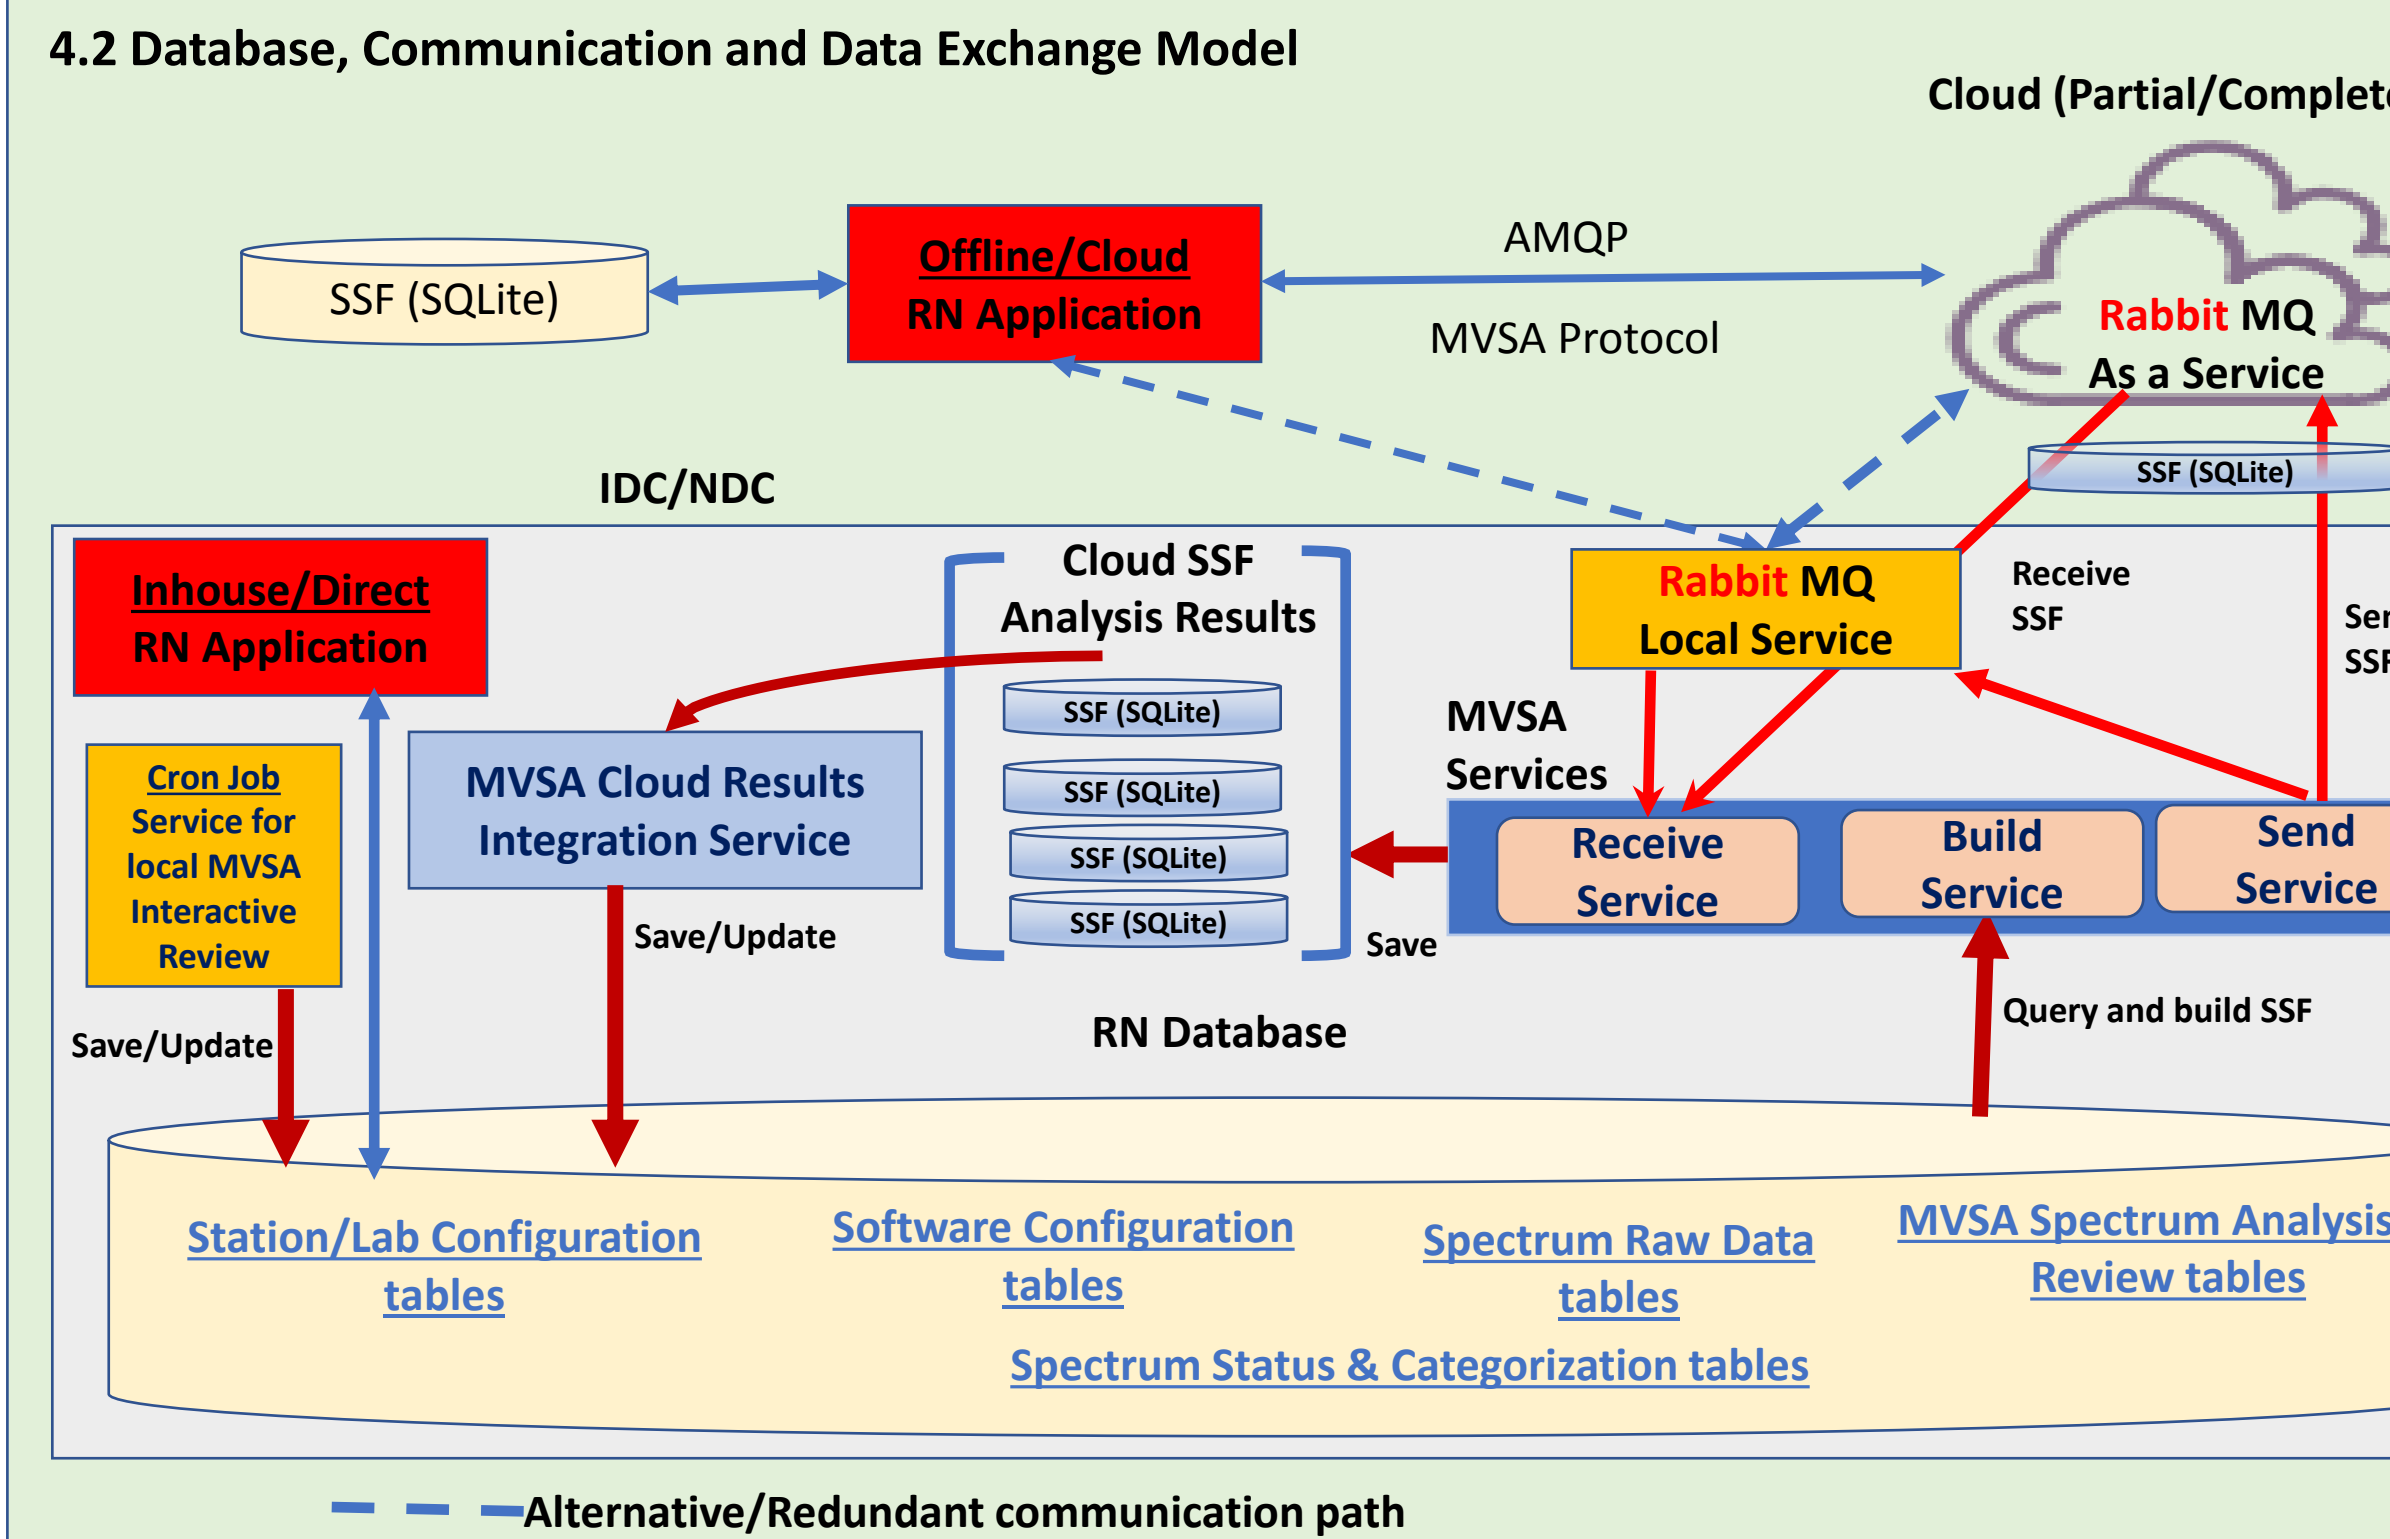 4.2 Database, Communication and Data Exchange Model
Cloud (Partial/Complete
SSF (SQLite)
Offline/Cloud
RN Application
AMQP
MVSA Protocol
Rabbit MQ
As a Service
SSF (SQLite)
IDC/NDC
Inhouse/Direct
RN Application
Cloud SSF
Analysis Results
SSF (SQLite)
SSF (SQLite)
SSF (SQLite)
SSF (SQLite)
Rabbit MQ
Local Service
Receive
SSF
SSF
Cron Job
Service for
local MVSA
Interactive
Review
MVSA Cloud Results
Integration Service
MVSA
Services
Receive
Service
Build
Service
Send
Service
Save/Update
Save
Save/Update
Query and build SSF
RN Database
Station/Lab Configuration
tables
Software Configuration
tables
Spectrum Raw Data
tables
MVSA Spectrum Analysis
Review tables
Spectrum Status & Categorization tables
Alternative/Redundant communication path